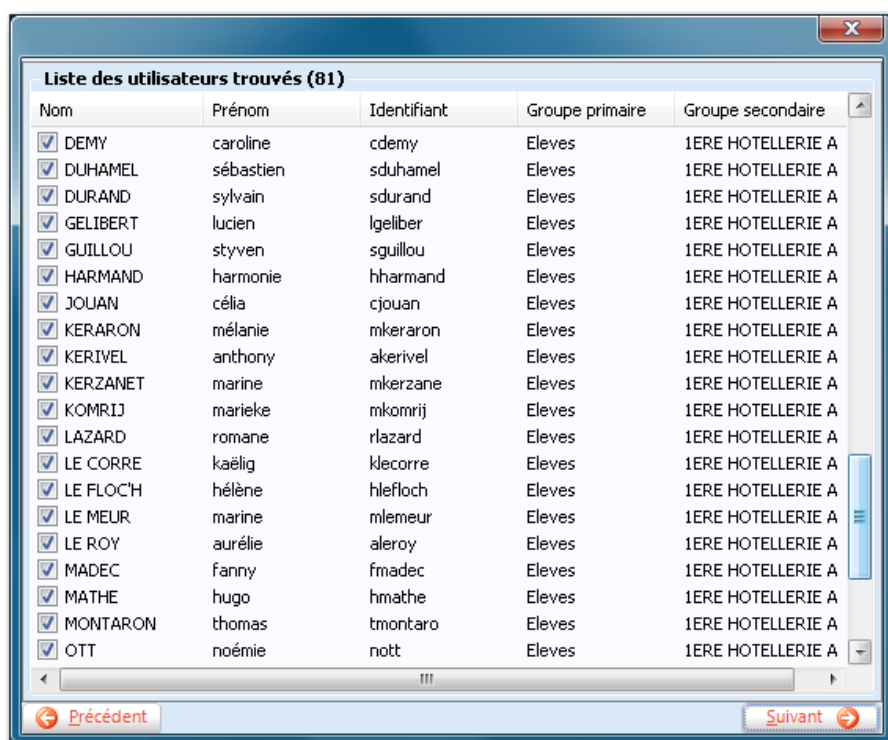 Liste des utilisateurs trouvés (81)
Nom Prénom Identifiant Groupe primaire Groupe secondaire
DEMY caroline cdemy Eleves 1ERE HOTELLERIE A
DUHAMEL sébastien sduhamel Eleves 1ERE HOTELLERIE A
DURAND sylvain sdurand Eleves 1ERE HOTELLERIE A
GELIBERT lucien lgeliber Eleves 1ERE HOTELLERIE A
GUILLOU styven sguillou Eleves 1ERE HOTELLERIE A
HARMAND harmonie hharmand Eleves 1ERE HOTELLERIE A
JOUAN célia cjouan Eleves 1ERE HOTELLERIE A
KERARON mélanie mkeraron Eleves 1ERE HOTELLERIE A
KERIVEL anthony akerivel Eleves 1ERE HOTELLERIE A
KERZANET marine mkerzane Eleves 1ERE HOTELLERIE A
KOMRIJ marieke mkomrij Eleves 1ERE HOTELLERIE A
LAZARD romane rlazard Eleves 1ERE HOTELLERIE A
LE CORRE kaëlig klecorre Eleves 1ERE HOTELLERIE A
LE FLOC'H hélène hlefloch Eleves 1ERE HOTELLERIE A
LE MEUR marine mlemeur Eleves 1ERE HOTELLERIE A
LE ROY aurélie aleroy Eleves 1ERE HOTELLERIE A
MADEC fanny fmadec Eleves 1ERE HOTELLERIE A
MATHE hugo hmathe Eleves 1ERE HOTELLERIE A
MONTARON thomas tmontaro Eleves 1ERE HOTELLERIE A
OTT noémie nott Eleves 1ERE HOTELLERIE A
Précédent Suivant